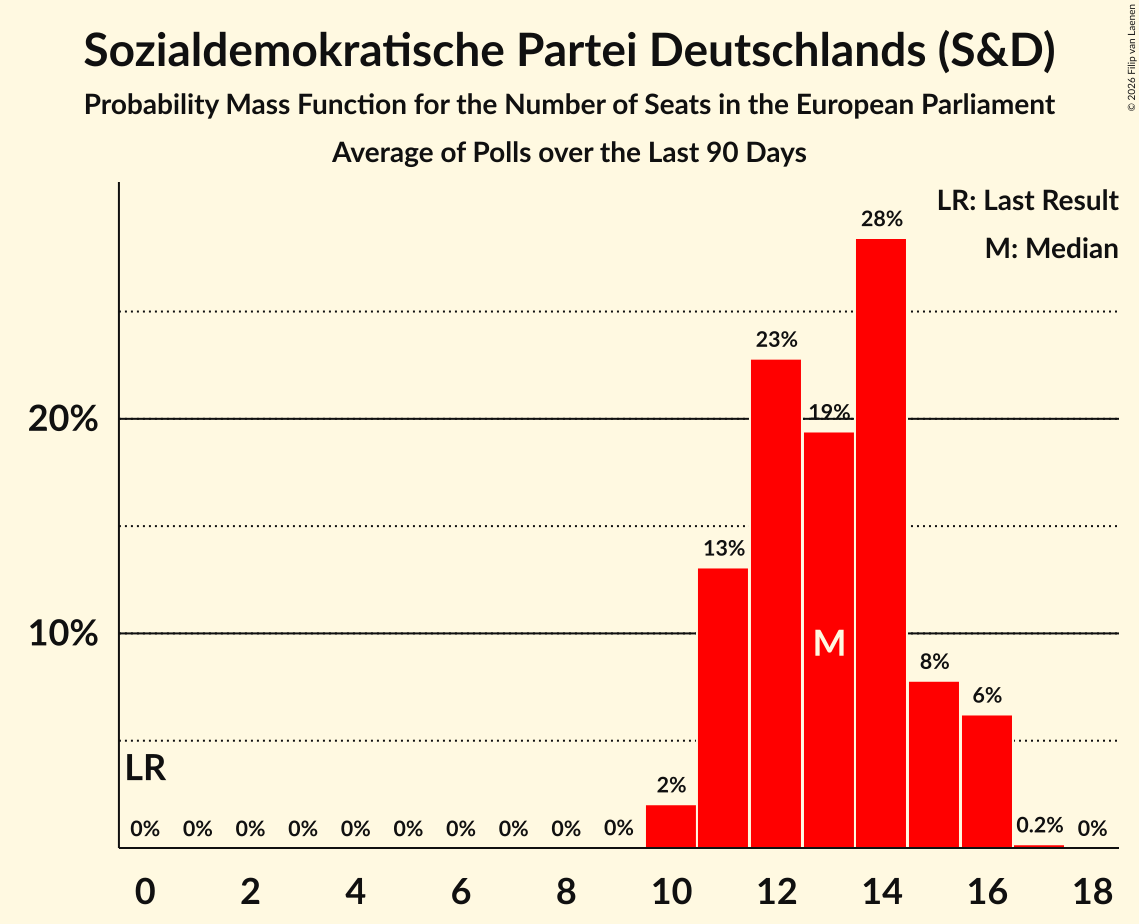 Sozialdemokratische Partei Deutschlands (S&D)
Probability Mass Function for the Number of Seats in the European Parliament
Average of Polls over the Last 90 Days
© 2026 Filip van Laenen
LR: Last Result
M: Median
28%
23%
19%
20%
13%
10%
M
8%
6%
LR
2%
0% 0% 0% 0% 0% 0% 0% 0% 0% 0% 0.2% 0%
0 2 4 6 8 10 12 14 16 18